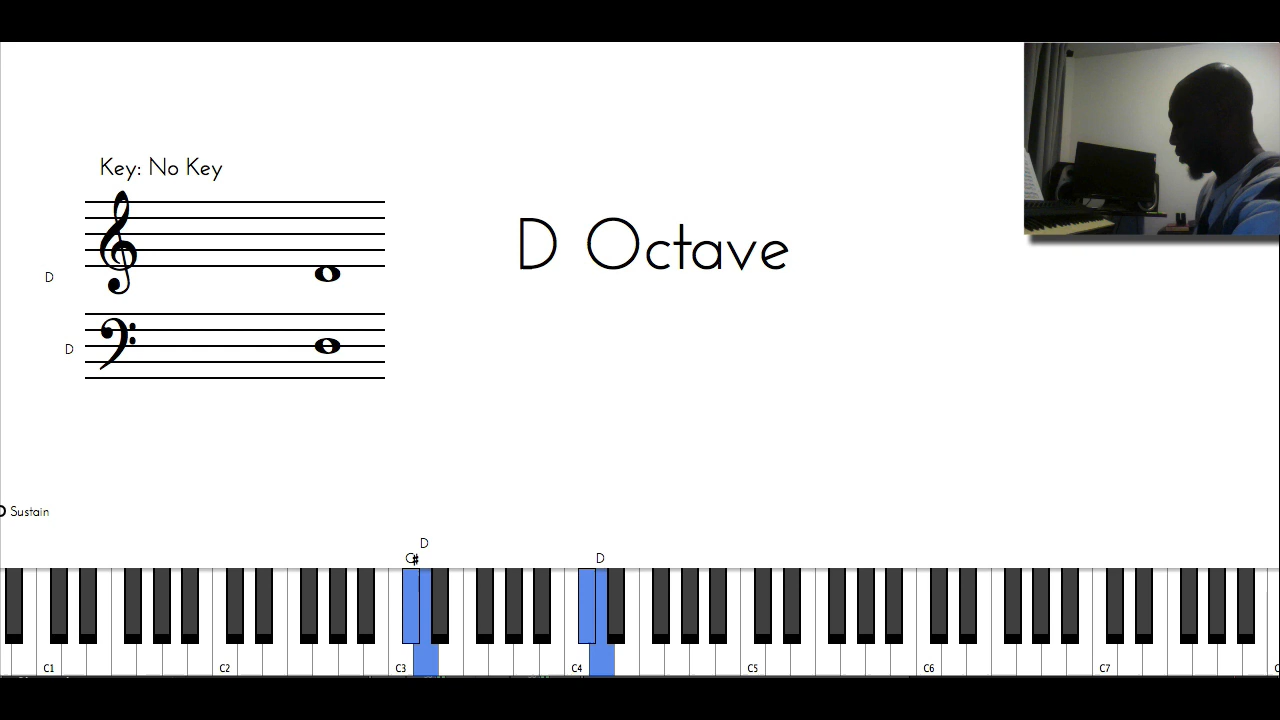 Key: No Key
D Octave
D
D
Sustain
D
C# D
C1 C2 C3 C4 C5 C6 C7